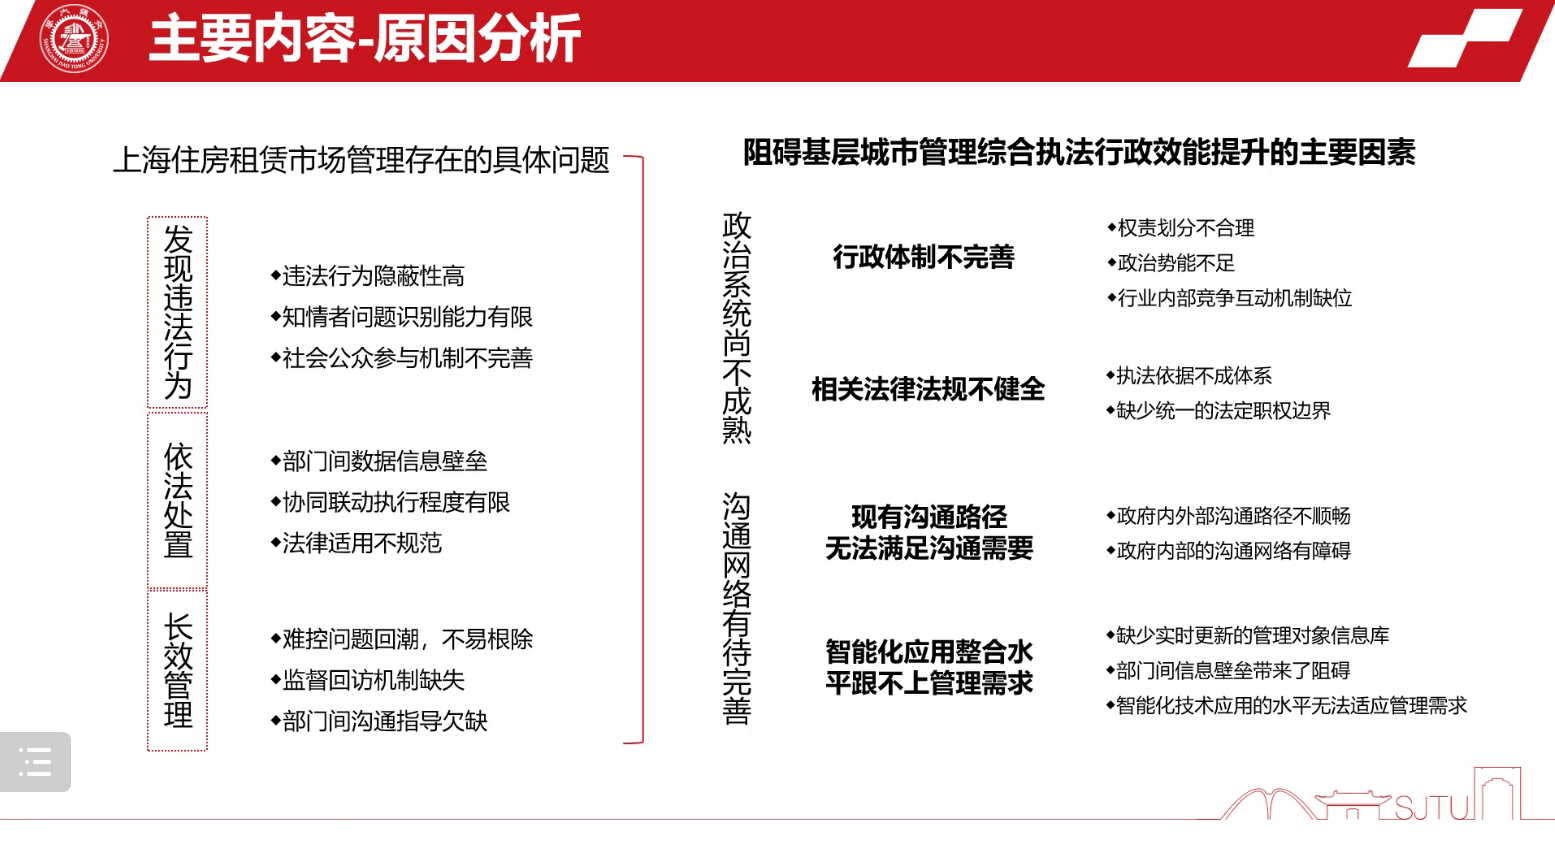 主要内容-原因分析
SHANGHAI JIAO TONG UNIVERSITY
上海住房租赁市场管理存在的具体问题
发现违法行为
◆违法行为隐蔽性高
◆知情者问题识别能力有限
◆社会公众参与机制不完善
依法处置
◆部门间数据信息壁垒
◆协同联动执行程度有限
◆法律适用不规范
长效管理
◆难控问题回潮，不易根除
◆监督回访机制缺失
◆部门间沟通指导欠缺
阻碍基层城市管理综合执法行政效能提升的主要因素
政治系统尚不成熟
行政体制不完善
◆权责划分不合理
◆政治势能不足
◆行业内部竞争互动机制缺位
相关法律法规不健全
◆执法依据不成体系
◆缺少统一的法定职权边界
沟通网络有待完善
现有沟通路径
无法满足沟通需要
◆政府内外部沟通路径不顺畅
◆政府内部的沟通网络有障碍
智能化应用整合水
平跟不上管理需求
◆缺少实时更新的管理对象信息库
◆部门间信息壁垒带来了阻碍
◆智能化技术应用的水平无法适应管理需求
SJTU